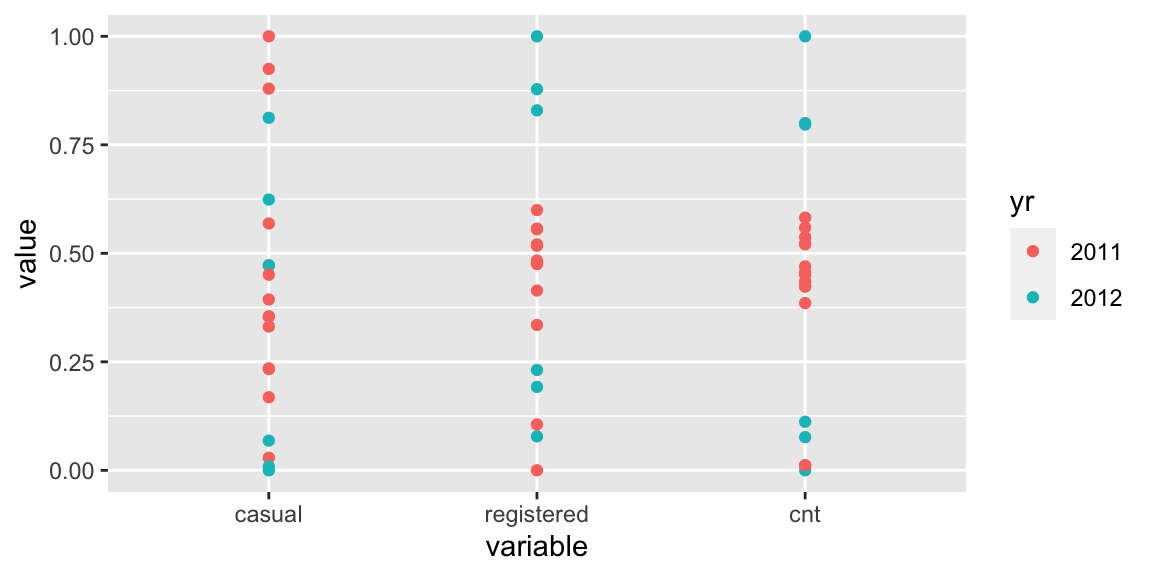 1.00
0.75
0.50
0.25
0.00
value
casual
registered
cnt
variable
yr
2011
2012